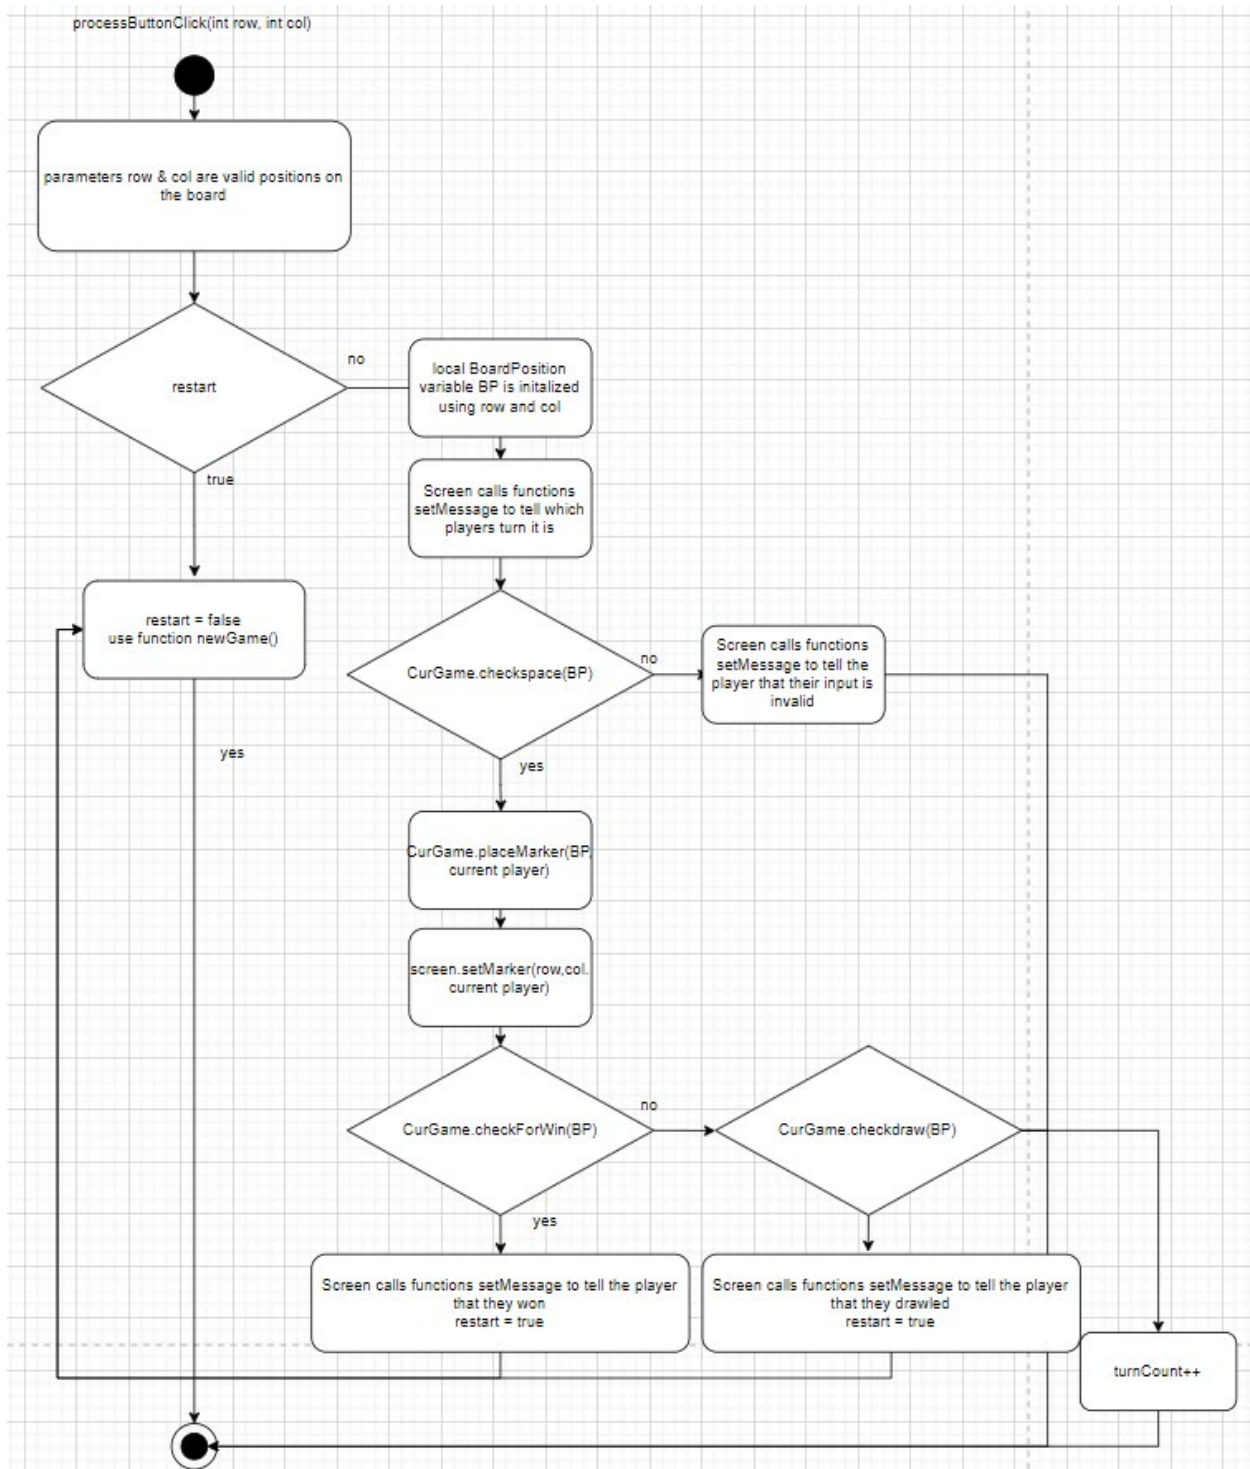 processButtonClick(int row, int col)
parameters row & col are valid positions on
the board
restart
no
true
local BoardPosition
variable BP is initalized
using row and col
Screen calls functions
setMessage to tell which
players turn it is
restart = false
use function newGame()
yes
CurGame.checkspace(BP)
no
Screen calls functions
setMessage to tell the
player that their input is
invalid
yes
CurGame.placeMarker(BP,
current player)
screen.setMarker(row,col.
current player)
CurGame.checkForWin(BP)
no
CurGame.checkdraw(BP)
yes
Screen calls functions setMessage to tell the player
that they won
restart = true
Screen calls functions setMessage to tell the player
that they drawled
restart = true
turnCount++